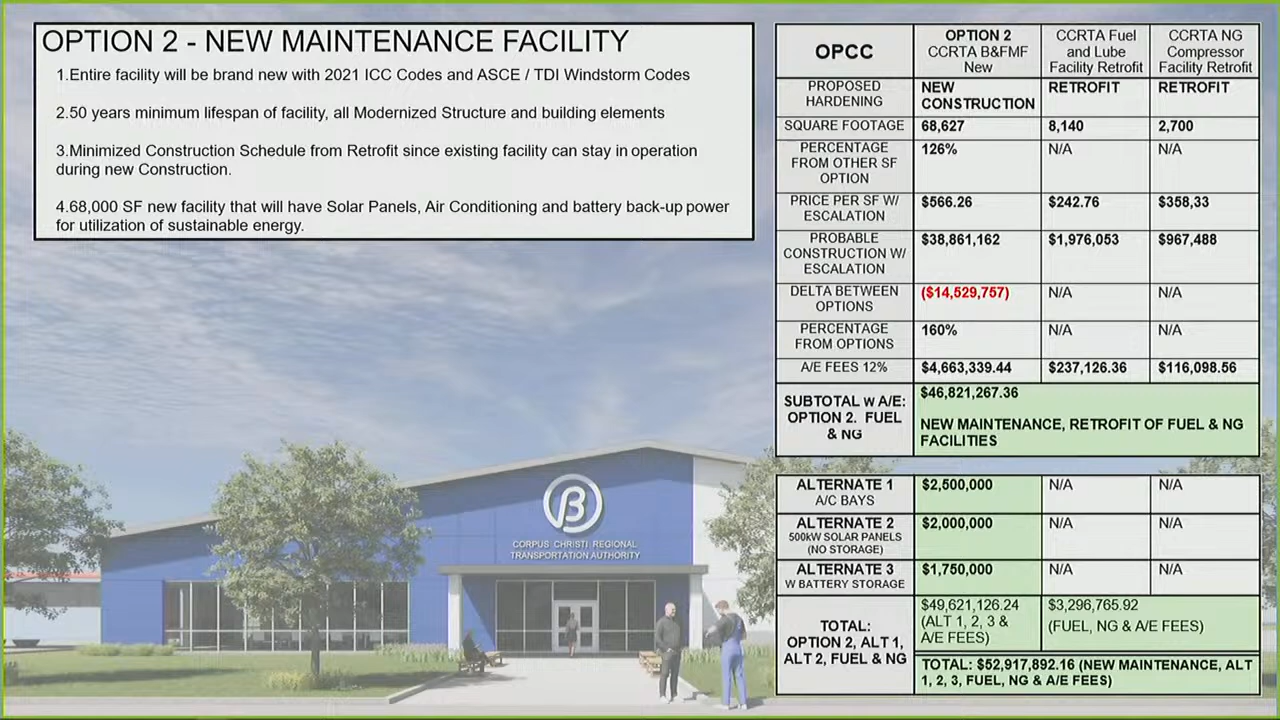 OPTION 2 - NEW MAINTENANCE FACILITY
1.Entire facility will be brand new with 2021 ICC Codes and ASCE / TDI Windstorm Codes
2.50 years minimum lifespan of facility, all Modernized Structure and building elements
3.Minimized Construction Schedule from Retrofit since existing facility can stay in operation
during new Construction.
4.68,000 SF new facility that will have Solar Panels, Air Conditioning and battery back-up power
for utilization of sustainable energy.
OPCC
OPTION 2
CCRTA B&FMF
New
CCRTA Fuel
and Lube
Facility Retrofit
CCRTA NG
Compressor
Facility Retrofit
PROPOSED
HARDENING
NEW
CONSTRUCTION
RETROFIT
RETROFIT
SQUARE FOOTAGE
68,627
8,140
2,700
PERCENTAGE
FROM OTHER SF
OPTION
126%
N/A
N/A
PRICE PER SF W/
ESCALATION
$566.26
$242.76
$358,33
PROBABLE
CONSTRUCTION W/
ESCALATION
$38,861,162
$1,976,053
$967,488
DELTA BETWEEN
OPTIONS
($14,529,757)
N/A
N/A
PERCENTAGE
FROM OPTIONS
160%
N/A
N/A
A/E FEES 12%
$4,663,339.44
$237,126.36
$116,098.56
SUBTOTAL w A/E:
OPTION 2. FUEL
& NG
$46,821,267.36
NEW MAINTENANCE, RETROFIT OF FUEL & NG
FACILITIES
ALTERNATE 1
A/C BAYS
$2,500,000
N/A
N/A
ALTERNATE 2
500kW SOLAR PANELS
(NO STORAGE)
$2,000,000
N/A
N/A
ALTERNATE 3
W BATTERY STORAGE
$1,750,000
N/A
N/A
TOTAL:
OPTION 2, ALT 1,
ALT 2, FUEL & NG
$49,621,126.24
(ALT 1, 2, 3 &
A/E FEES)
$3,296,765.92
(FUEL, NG & A/E FEES)
TOTAL: $52,917,892.16 (NEW MAINTENANCE, ALT
1, 2, 3, FUEL, NG & A/E FEES)
CORPUS CHRISTI REGIONAL
TRANSPORTATION AUTHORITY